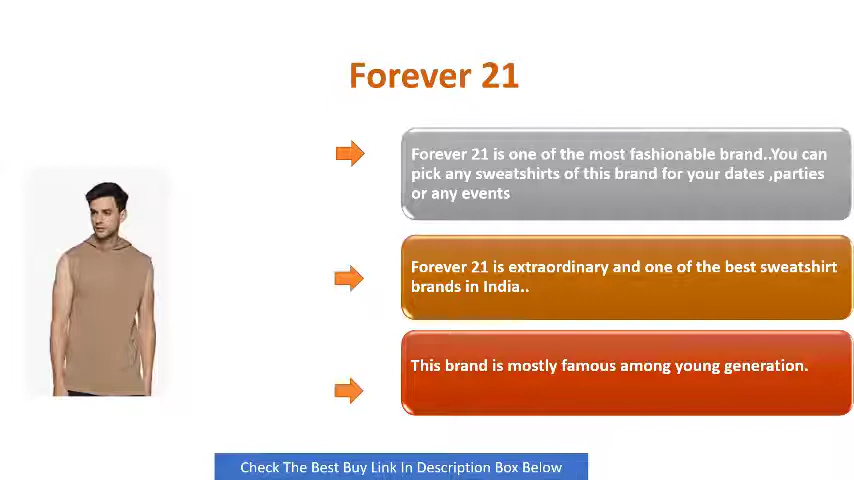 Forever 21
Forever 21 is one of the most fashionable brand..You can
pick any sweatshirts of this brand for your dates ,parties
or any events
Forever 21 is extraordinary and one of the best sweatshirt
brands in India..
This brand is mostly famous among young generation.
Check The Best Buy Link In Description Box Below